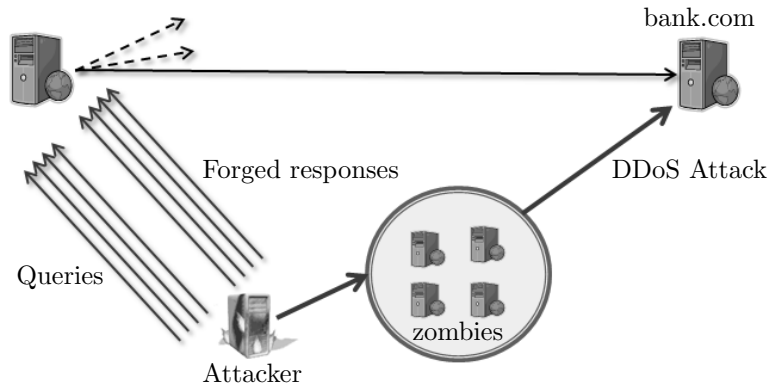 bank.com
Forged responses
DDoS Attack
Queries
zombies
Attacker